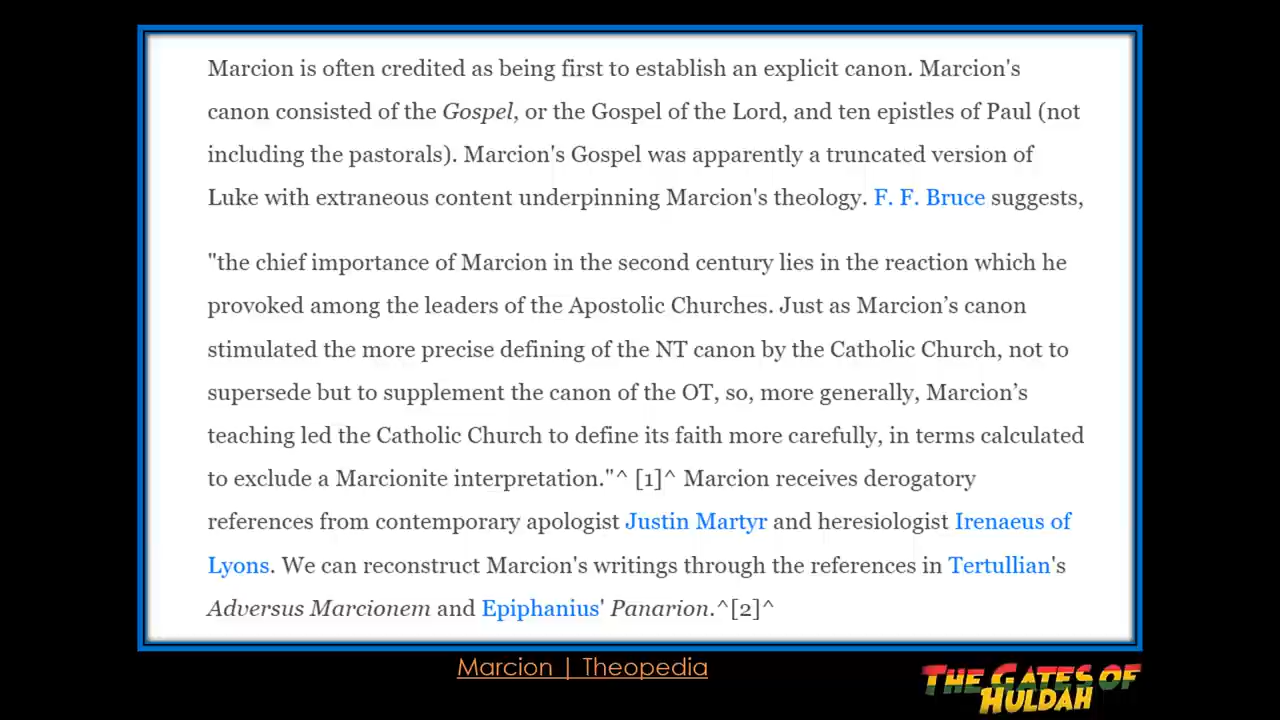 Marcion is often credited as being first to establish an explicit canon. Marcion's
canon consisted of the Gospel, or the Gospel of the Lord, and ten epistles of Paul (not
including the pastorals). Marcion's Gospel was apparently a truncated version of
Luke with extraneous content underpinning Marcion's theology. F. F. Bruce suggests,
"the chief importance of Marcion in the second century lies in the reaction which he
provoked among the leaders of the Apostolic Churches. Just as Marcion’s canon
stimulated the more precise defining of the NT canon by the Catholic Church, not to
supersede but to supplement the canon of the OT, so, more generally, Marcion’s
teaching led the Catholic Church to define its faith more carefully, in terms calculated
to exclude a Marcionite interpretation."^ [1]^ Marcion receives derogatory
references from contemporary apologist Justin Martyr and heresiologist Irenaeus of
Lyons. We can reconstruct Marcion's writings through the references in Tertullian's
Adversus Marcionem and Epiphanius' Panarion.^[2]^
Marcion | Theopedia
THE GATES OF
HULDAH